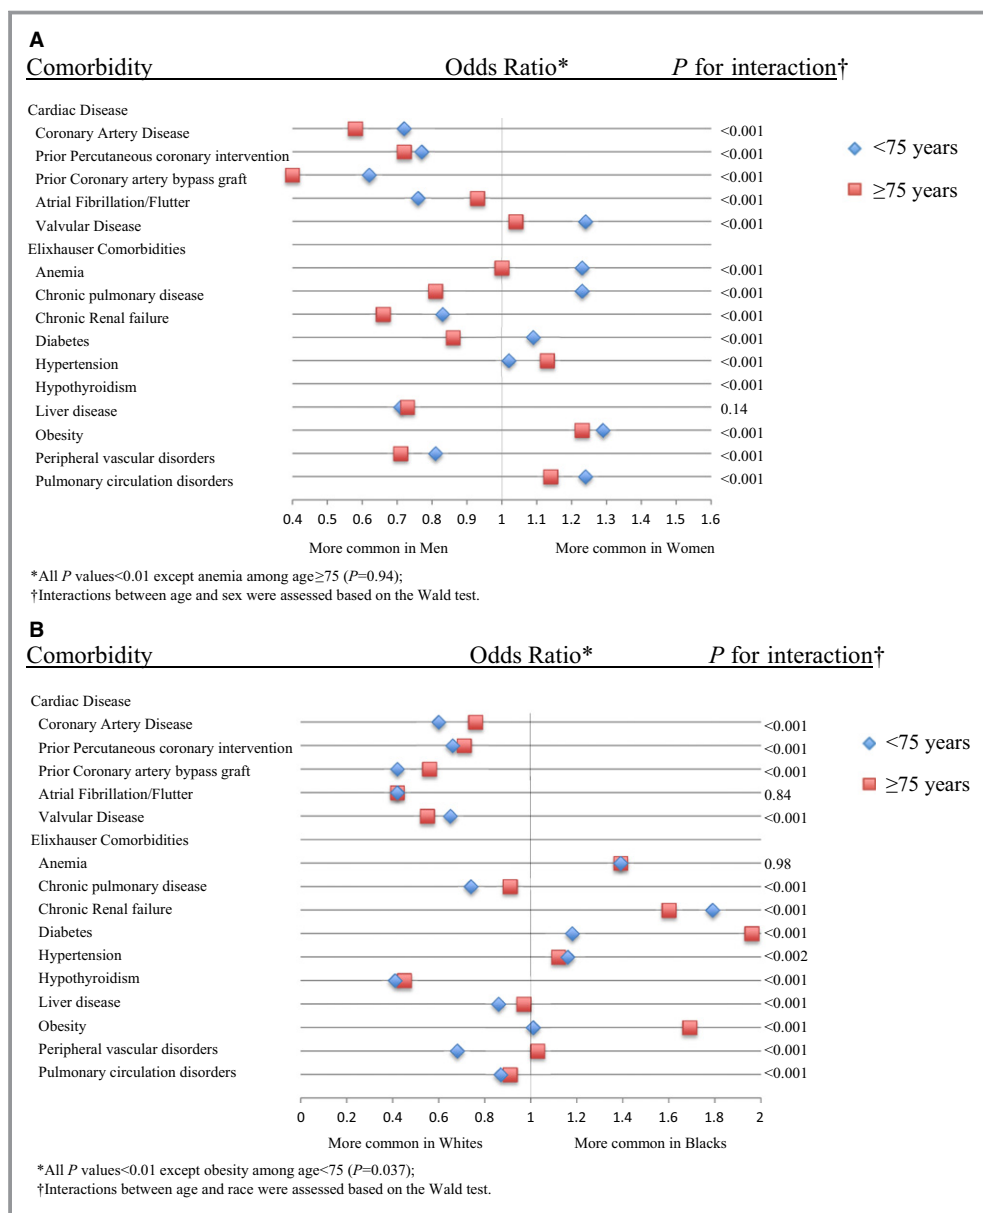 A
Comorbidity Odds Ratio* P for interaction†
Cardiac Disease
Coronary Artery Disease <0.001
Prior Percutaneous coronary intervention <0.001
Prior Coronary artery bypass graft <0.001
Atrial Fibrillation/Flutter <0.001
Valvular Disease <0.001
Elixhauser Comorbidities
Anemia <0.001
Chronic pulmonary disease <0.001
Chronic Renal failure <0.001
Diabetes <0.001
Hypertension <0.001
Hypothyroidism <0.001
Liver disease 0.14
Obesity <0.001
Peripheral vascular disorders <0.001
Pulmonary circulation disorders <0.001
<75 years
≥75 years
0.4 0.5 0.6 0.7 0.8 0.9 1 1.1 1.2 1.3 1.4 1.5 1.6
More common in Men More common in Women
*All P values<0.01 except anemia among age≥75 (P=0.94);
†Interactions between age and sex were assessed based on the Wald test.
B
Comorbidity Odds Ratio* P for interaction†
Cardiac Disease
Coronary Artery Disease <0.001
Prior Percutaneous coronary intervention <0.001
Prior Coronary artery bypass graft <0.001
Atrial Fibrillation/Flutter 0.84
Valvular Disease <0.001
Elixhauser Comorbidities
Anemia 0.98
Chronic pulmonary disease <0.001
Chronic Renal failure <0.001
Diabetes <0.001
Hypertension <0.002
Hypothyroidism <0.001
Liver disease <0.001
Obesity <0.001
Peripheral vascular disorders <0.001
Pulmonary circulation disorders <0.001
<75 years
≥75 years
0 0.2 0.4 0.6 0.8 1 1.2 1.4 1.6 1.8 2
More common in Whites More common in Blacks
*All P values<0.01 except obesity among age<75 (P=0.037);
†Interactions between age and race were assessed based on the Wald test.